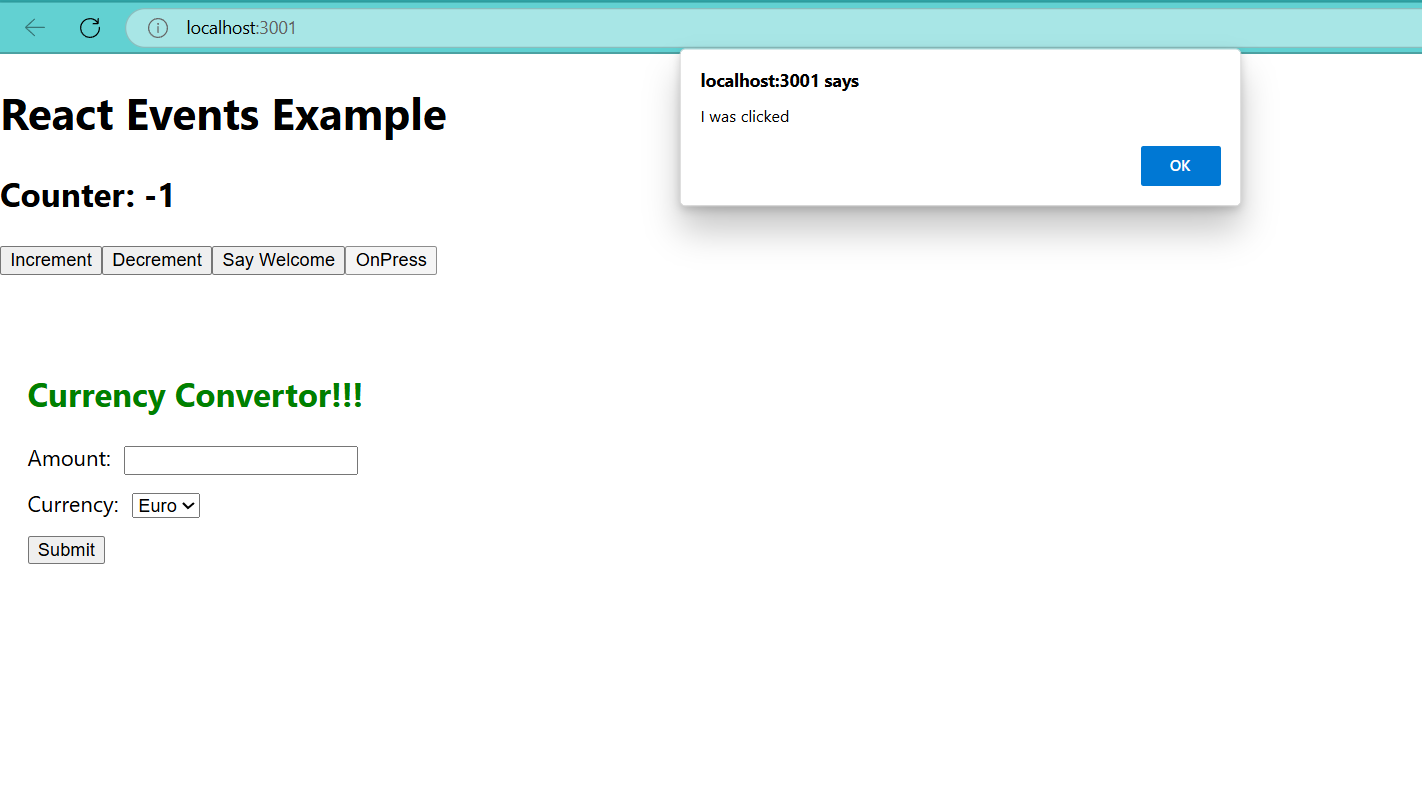 localhost:3001
localhost:3001 says
I was clicked
OK
React Events Example
Counter: -1
Increment Decrement Say Welcome OnPress
Currency Convertor!!!
Amount:
Currency: Euro
Submit